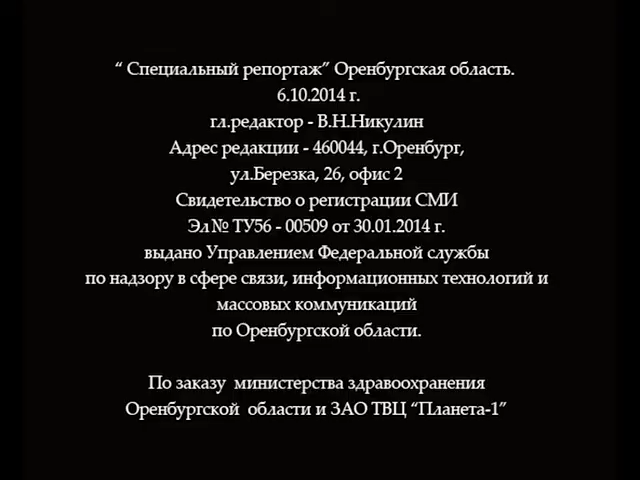 “ Специальный репортаж” Оренбургская область.
6.10.2014 г.
гл.редактор - В.Н.Никулин
Адрес редакции - 460044, г.Оренбург,
ул.Березка, 26, офис 2
Свидетельство о регистрации СМИ
Эл № ТУ56 - 00509 от 30.01.2014 г.
выдано Управлением Федеральной службы
по надзору в сфере связи, информационных технологий и
массовых коммуникаций
по Оренбургской области.
По заказу министерства здравоохранения
Оренбургской области и ЗАО ТВЦ “Планета-1”